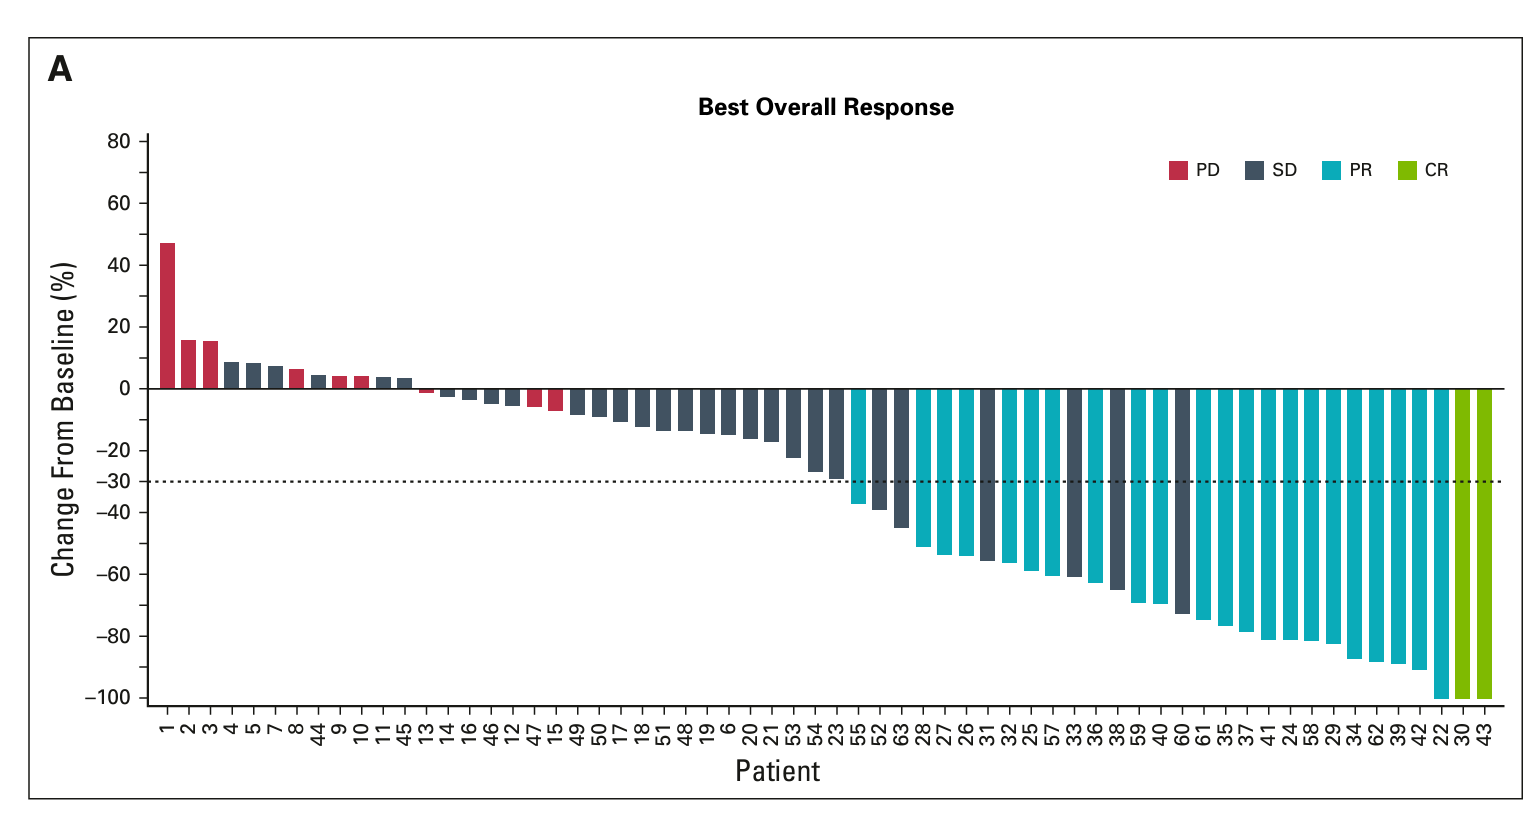 A
Best Overall Response
PD SD PR CR
Change From Baseline (%)
80
60
40
20
0
–20
–30
–40
–60
–80
–100
1 2 3 4 5 7 8 44 9 10 11 45 13 14 16 46 12 47 15 49 50 17 18 51 48 19 6 20 21 53 54 23 55 52 63 28 27 26 31 32 25 57 33 36 38 59 40 60 61 35 37 41 24 58 29 34 62 39 42 22 30 43
Patient